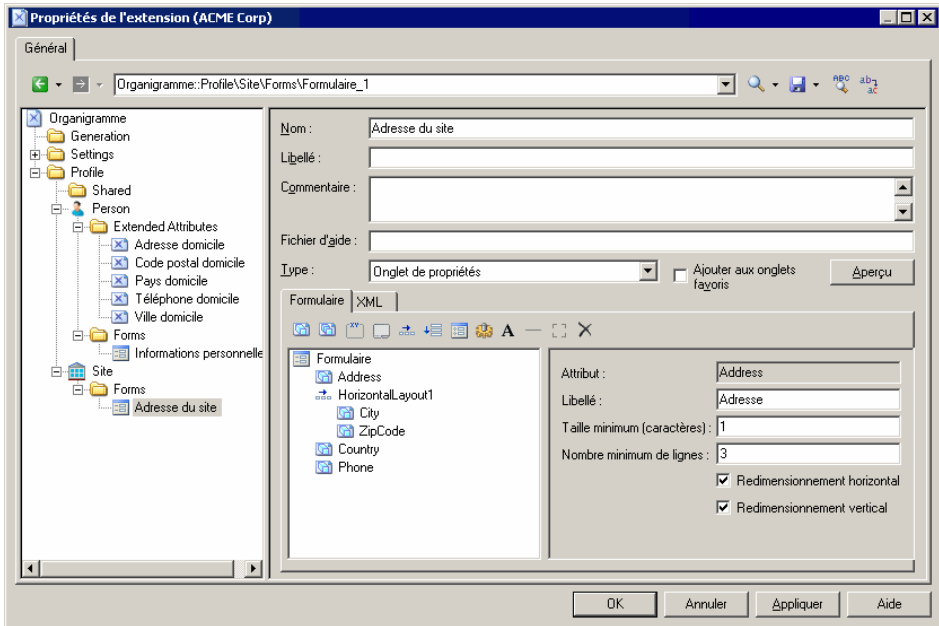 Propriétés de l'extension (ACME Corp)
Général
Organigramme::Profile\Site\Forms\Formulaire_1
Organigramme
Generation
Settings
Profile
Shared
Person
Extended Attributes
Adresse domicile
Code postal domicile
Pays domicile
Téléphone domicile
Ville domicile
Forms
Informations personnelle
Site
Forms
Adresse du site
Nom : Adresse du site
Libellé :
Commentaire :
Fichier d'aide :
Type : Onglet de propriétés
Ajouter aux onglets favoris
Aperçu
Formulaire XML
Formulaire
Address
HorizontalLayout1
City
ZipCode
Country
Phone
Attribut : Address
Libellé : Adresse
Taille minimum (caractères) : 1
Nombre minimum de lignes : 3
Redimensionnement horizontal
Redimensionnement vertical
OK Annuler Appliquer Aide